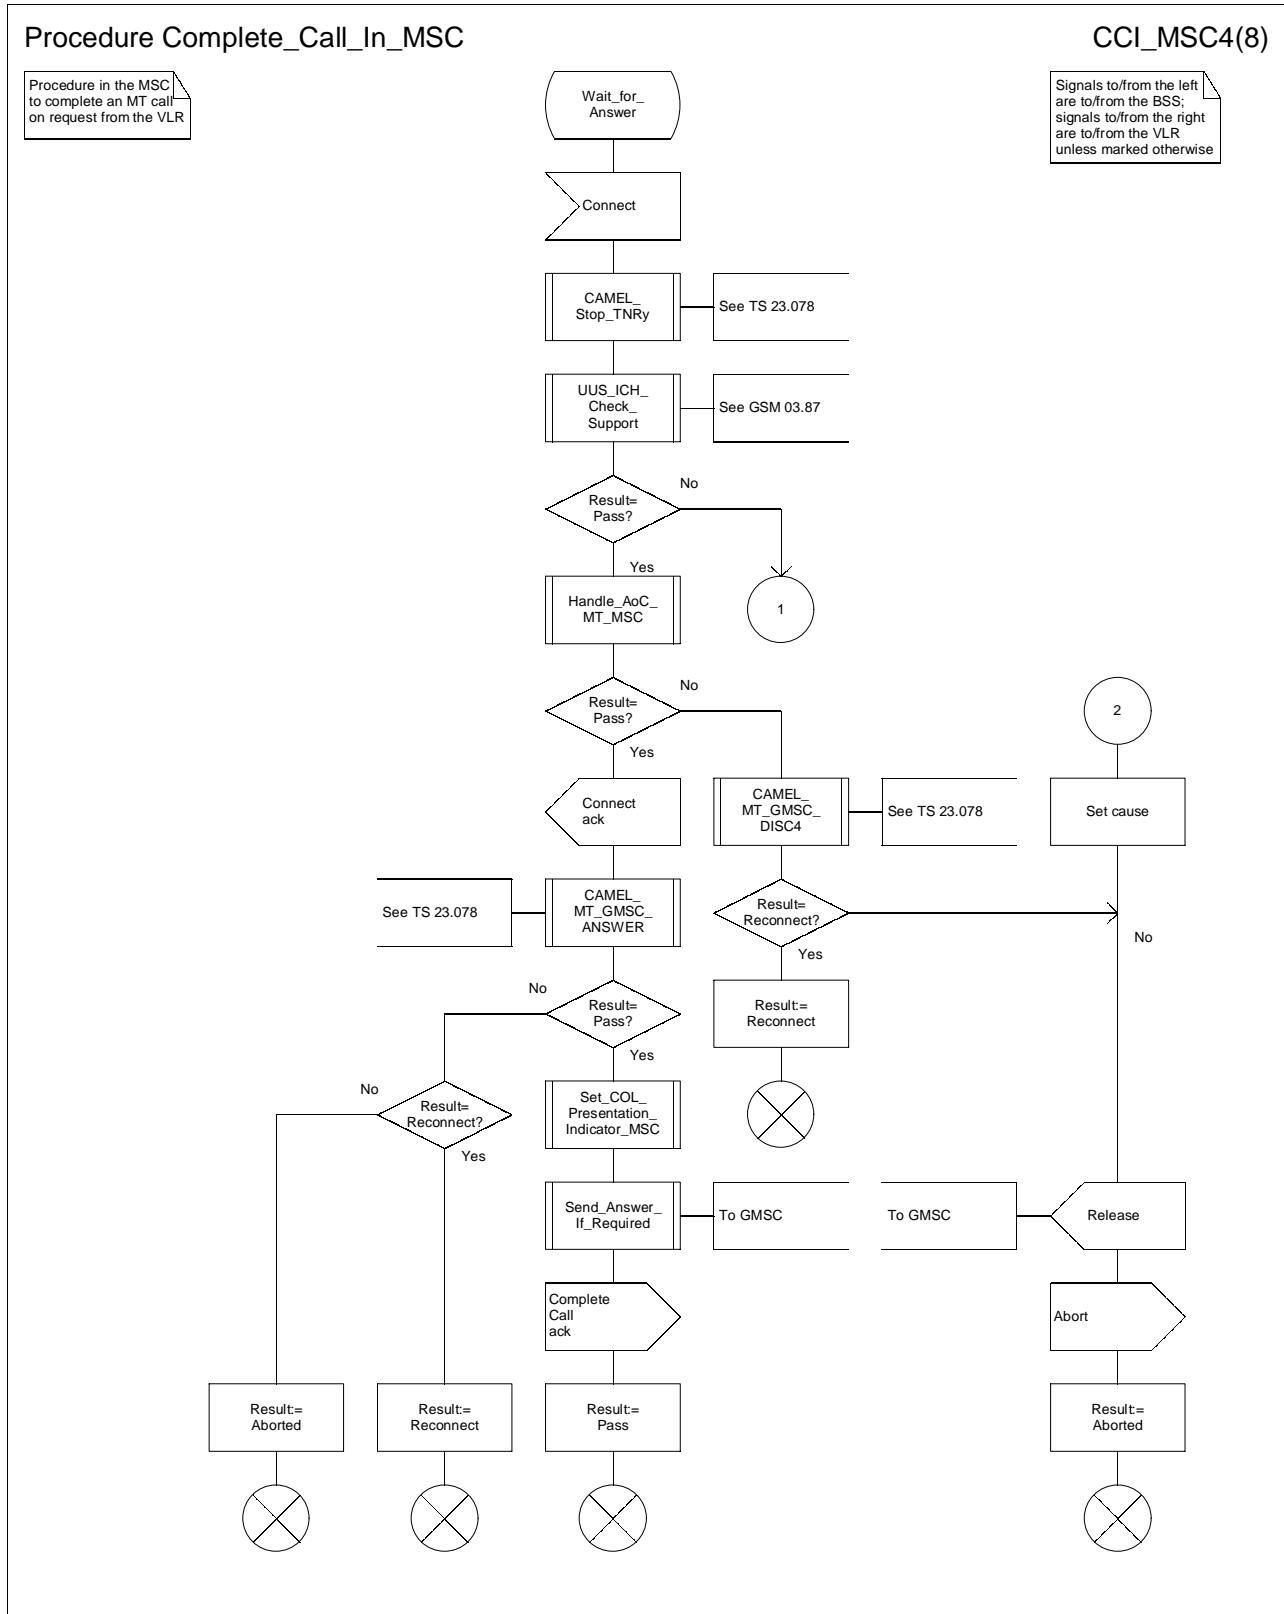 Procedure Complete_Call_In_MSC
CCI_MSC4(8)
Procedure in the MSC
to complete an MT call
on request from the VLR
Signals to/from the left
are to/from the BSS;
signals to/from the right
are to/from the VLR
unless marked otherwise
Wait_for_
Answer
Connect
CAMEL_
Stop_TNRy
See TS 23.078
UUS_ICH_
Check_
Support
See GSM 03.87
Result=
Pass?
No
Yes
Handle_AoC_
MT_MSC
1
Result=
Pass?
No
Yes
2
Connect
ack
CAMEL_
MT_GMSC_
DISC4
See TS 23.078
Set cause
See TS 23.078
CAMEL_
MT_GMSC_
ANSWER
Result=
Reconnect?
No
Yes
Result=
Pass?
No
Yes
Result:=
Reconnect
Result=
Reconnect?
No
Yes
Set_COL_
Presentation_
Indicator_MSC
Send_Answer_
If_Required
To GMSC
To GMSC
Release
Complete
Call
ack
Abort
Result:=
Aborted
Result:=
Reconnect
Result:=
Pass
Result:=
Aborted